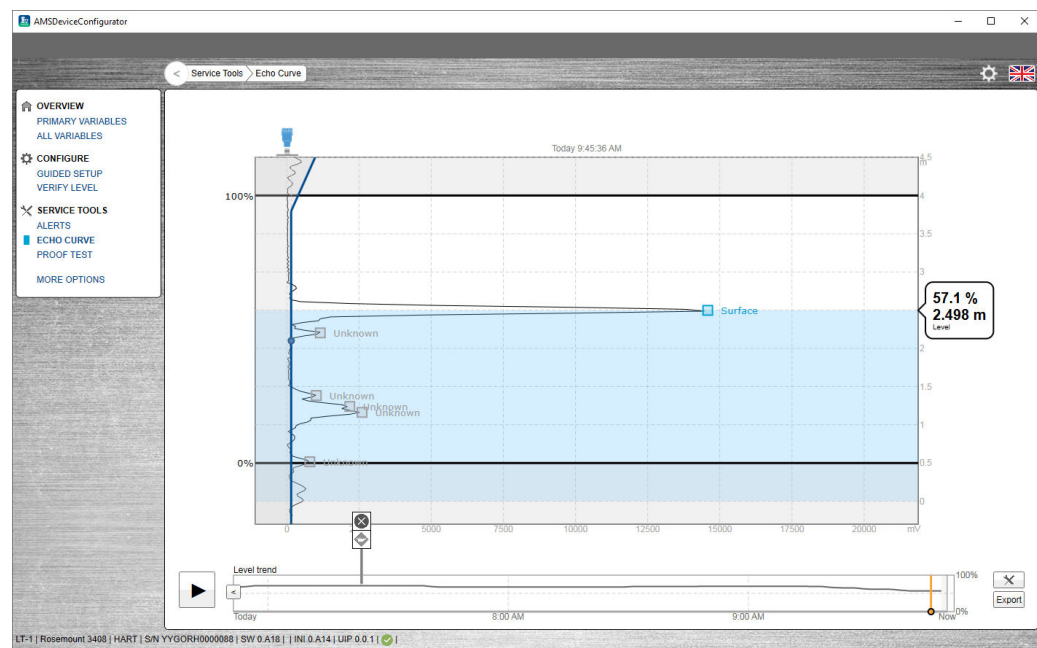 AMSDeviceConfigurator
< Service Tools Echo Curve
OVERVIEW
PRIMARY VARIABLES
ALL VARIABLES
CONFIGURE
GUIDED SETUP
VERIFY LEVEL
SERVICE TOOLS
ALERTS
ECHO CURVE
PROOF TEST
MORE OPTIONS
Today 9:45:36 AM
4.5
m
100%
4
3.5
3
57.1 %
2.498 m
Level
Surface
Unknown
2
1.5
Unknown
Unknown
Unknown
1
0%
Unknown
0.5
0
0 5000 7500 10000 12500 15000 17500 20000 mV
Level trend
100%
<
Export
0%
Today 8:00 AM 9:00 AM Now
LT-1 | Rosemount 3408 | HART | S/N YYGORH0000088 | SW 0.A18 | | INI 0.A14 | UIP 0.0.1 | |